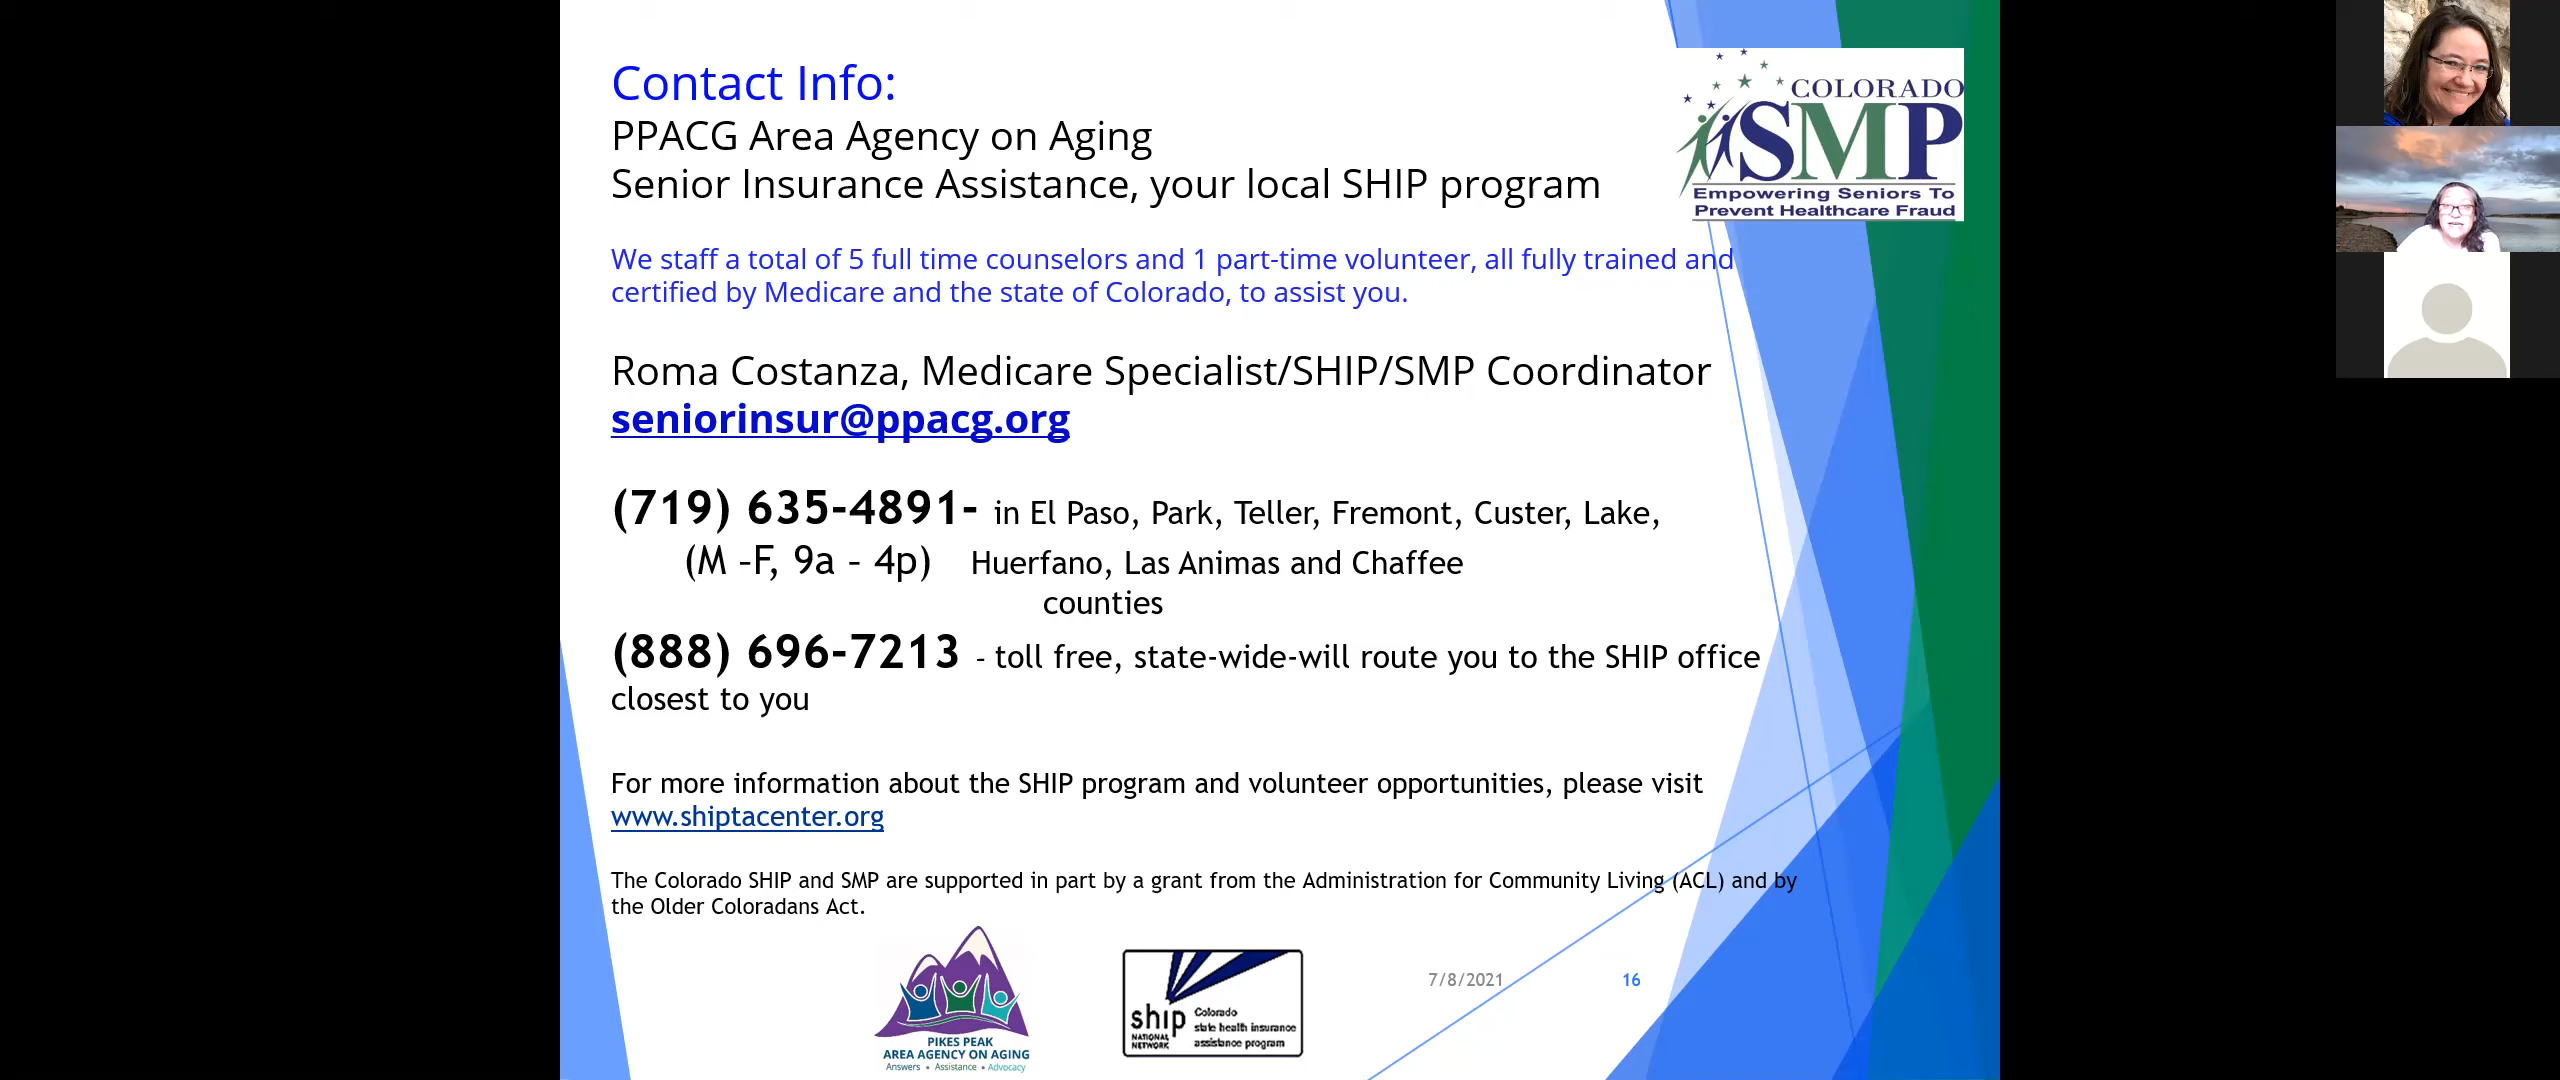 Contact Info:
PPACG Area Agency on Aging
Senior Insurance Assistance, your local SHIP program
COLORADO
SMP
Empowering Seniors To
Prevent Healthcare Fraud
We staff a total of 5 full time counselors and 1 part-time volunteer, all fully trained and
certified by Medicare and the state of Colorado, to assist you.
Roma Costanza, Medicare Specialist/SHIP/SMP Coordinator
seniorinsur@ppacg.org
(719) 635-4891- in El Paso, Park, Teller, Fremont, Custer, Lake,
(M –F, 9a – 4p) Huerfano, Las Animas and Chaffee
counties
(888) 696-7213 – toll free, state-wide-will route you to the SHIP office
closest to you
For more information about the SHIP program and volunteer opportunities, please visit
www.shiptacenter.org
The Colorado SHIP and SMP are supported in part by a grant from the Administration for Community Living (ACL) and by
the Older Coloradans Act.
PIKES PEAK
AREA AGENCY ON AGING
Answers • Assistance • Advocacy
ship
NATIONAL
NETWORK
Colorado
state health insurance
assistance program
7/8/2021
16